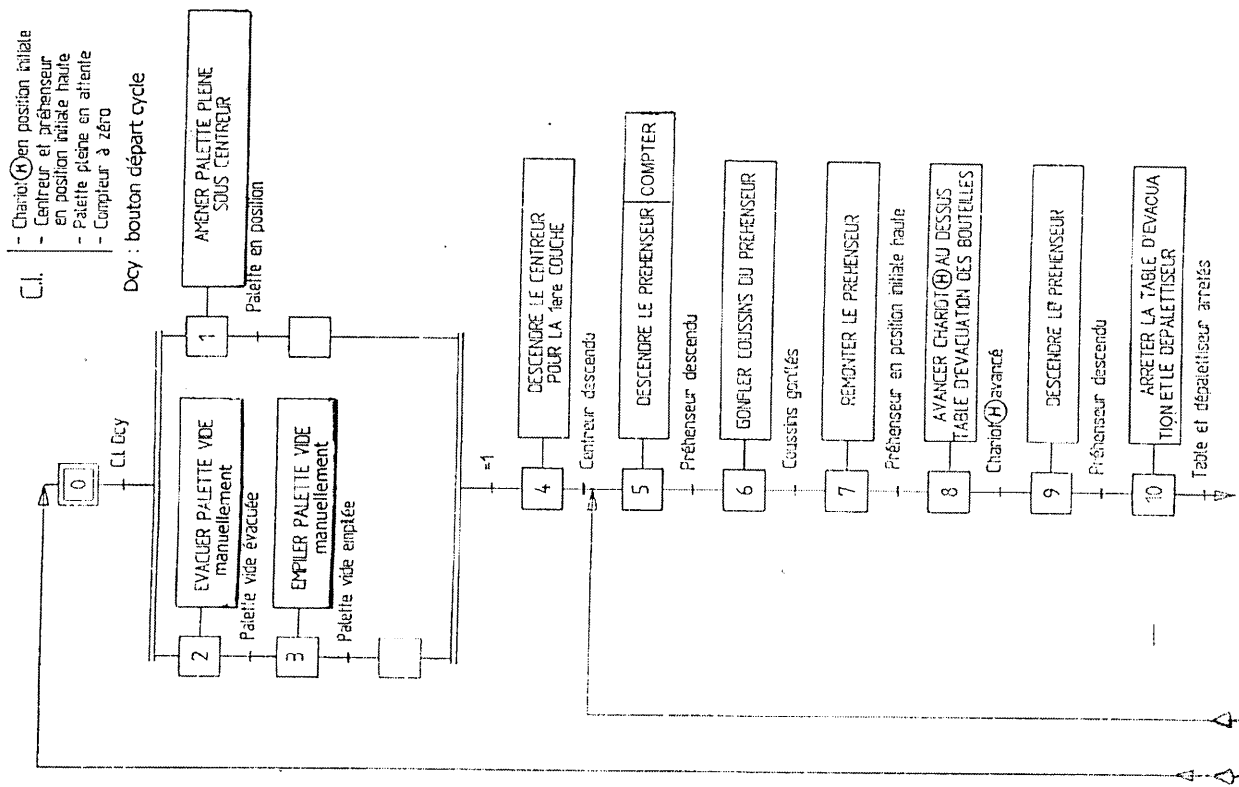 C.I.
- Chariot (H) en position initiale
- Centreur et préhenseur
en position initiale haute
- Palette pleine en attente
- Compteur à zéro
Dcy : bouton départ cycle
0
C.I. Dcy
1
AMENER PALETTE PLEINE
SOUS CENTREUR
Palette en position
2
EVACUER PALETTE VIDE
manuellement
Palette vide évacuée
3
EMPILER PALETTE VIDE
manuellement
Palette vide empilée
=1
4
DESCENDRE LE CENTREUR
POUR LA 1ere COUCHE
Centreur descendu
5
DESCENDRE LE PREHENSEUR
COMPTER
Préhenseur descendu
6
GONFLER COUSSINS DU PREHENSEUR
Coussins gonflés
7
REMONTER LE PREHENSEUR
Préhenseur en position initiale haute
8
AVANCER CHARIOT (H) AU DESSUS
TABLE D'EVACUATION DES BOUTEILLES
Chariot (H) avancé
9
DESCENDRE LE PREHENSEUR
Préhenseur descendu
10
ARRETER LA TABLE D'EVACUA
TION ET LE DEPALETTISEUR
Table et dépalettiseur arretés